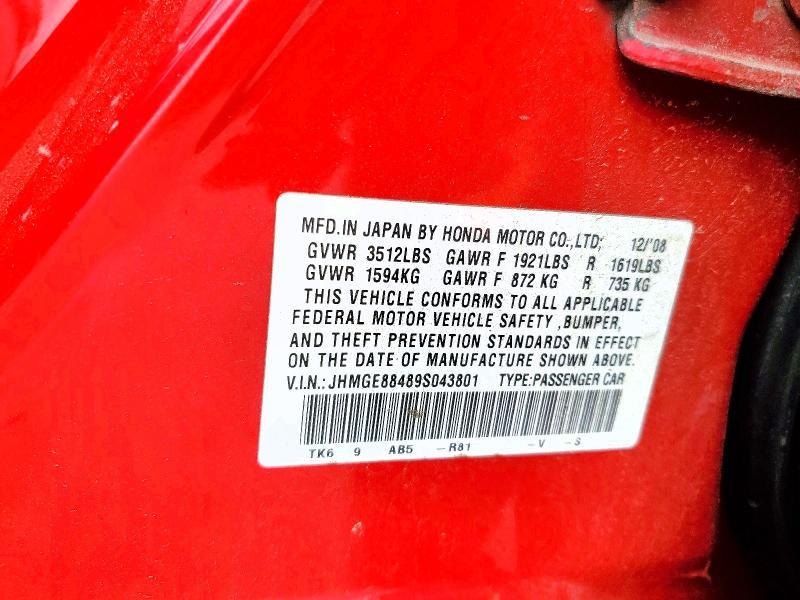 MFD.IN JAPAN BY HONDA MOTOR CO.,LTD; 12/'08
GVWR 3512LBS GAWR F 1921LBS R 1619LBS
GVWR 1594KG GAWR F 872 KG R 735 KG
THIS VEHICLE CONFORMS TO ALL APPLICABLE
FEDERAL MOTOR VEHICLE SAFETY ,BUMPER,
AND THEFT PREVENTION STANDARDS IN EFFECT
ON THE DATE OF MANUFACTURE SHOWN ABOVE.
V.I.N.: JHMGE88489S043801 TYPE:PASSENGER CAR
TK6 9 AB5 -R81 -V -S